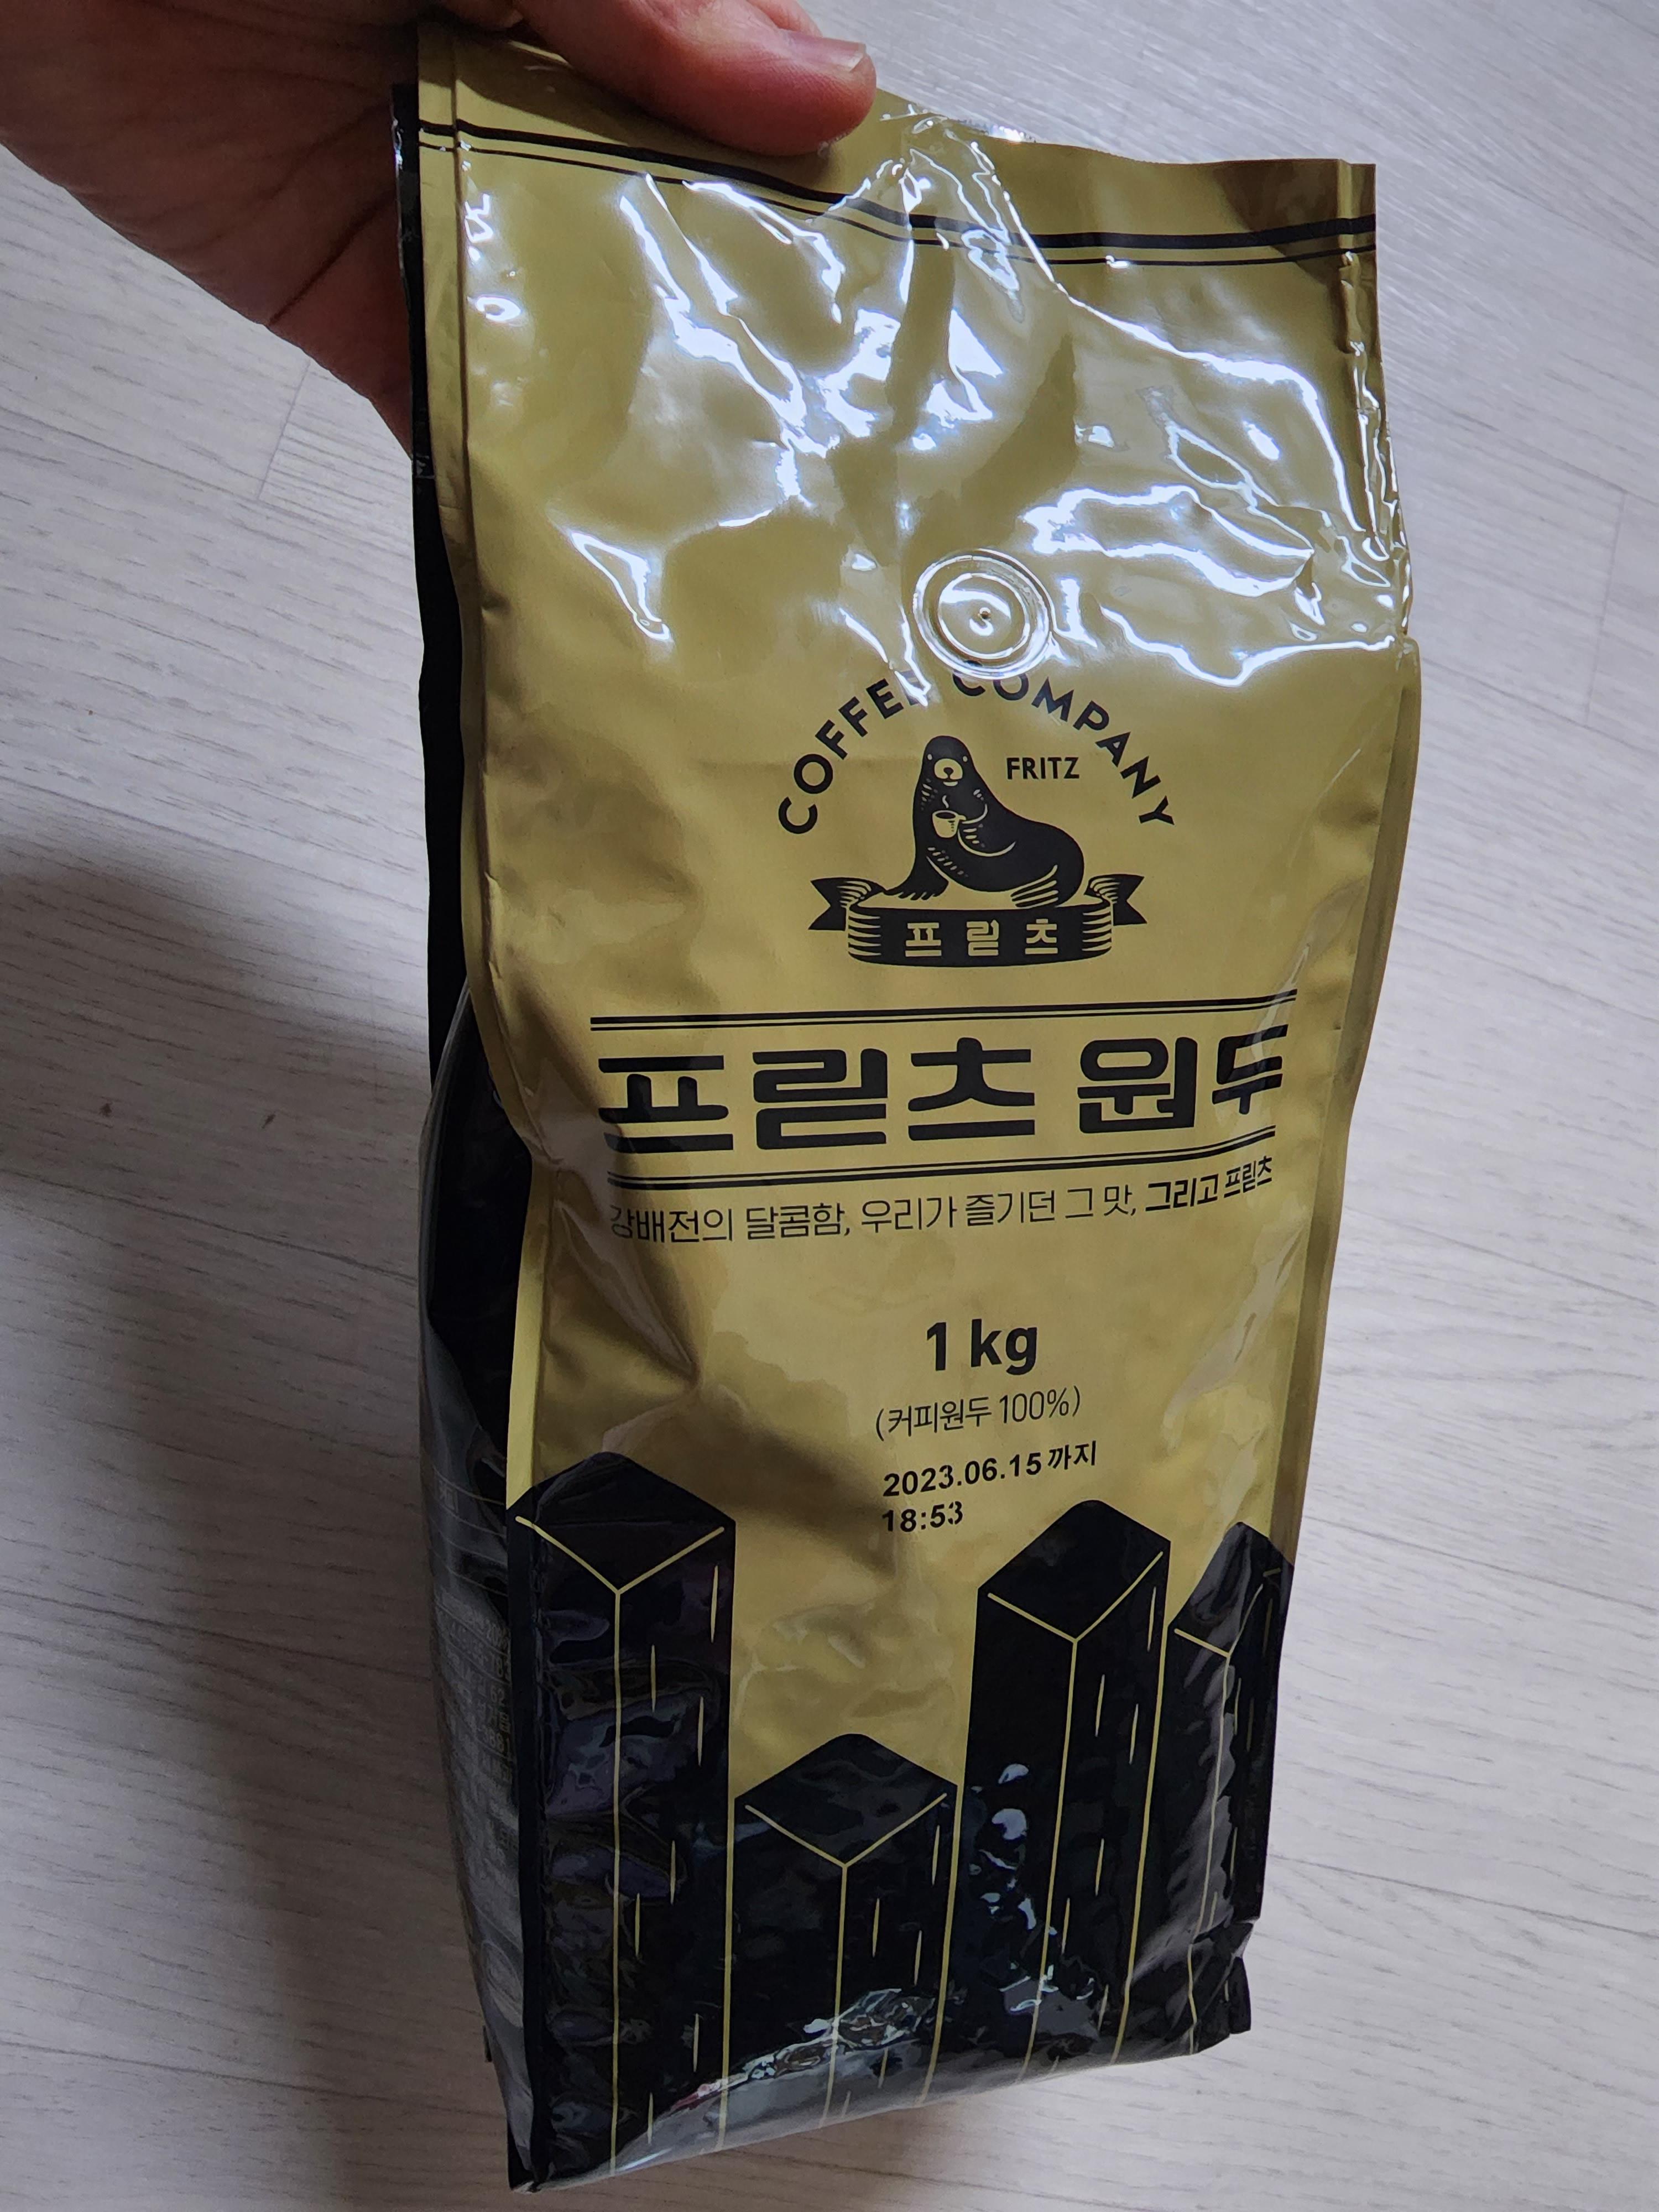 COFFEE COMPANY
FRITZ
프릳츠
프릳츠 원두
강배전의 달콤함, 우리가 즐기던 그 맛, 그리고 프릳츠
1 kg
(커피원두 100%)
2023.06.15 까지
18:53